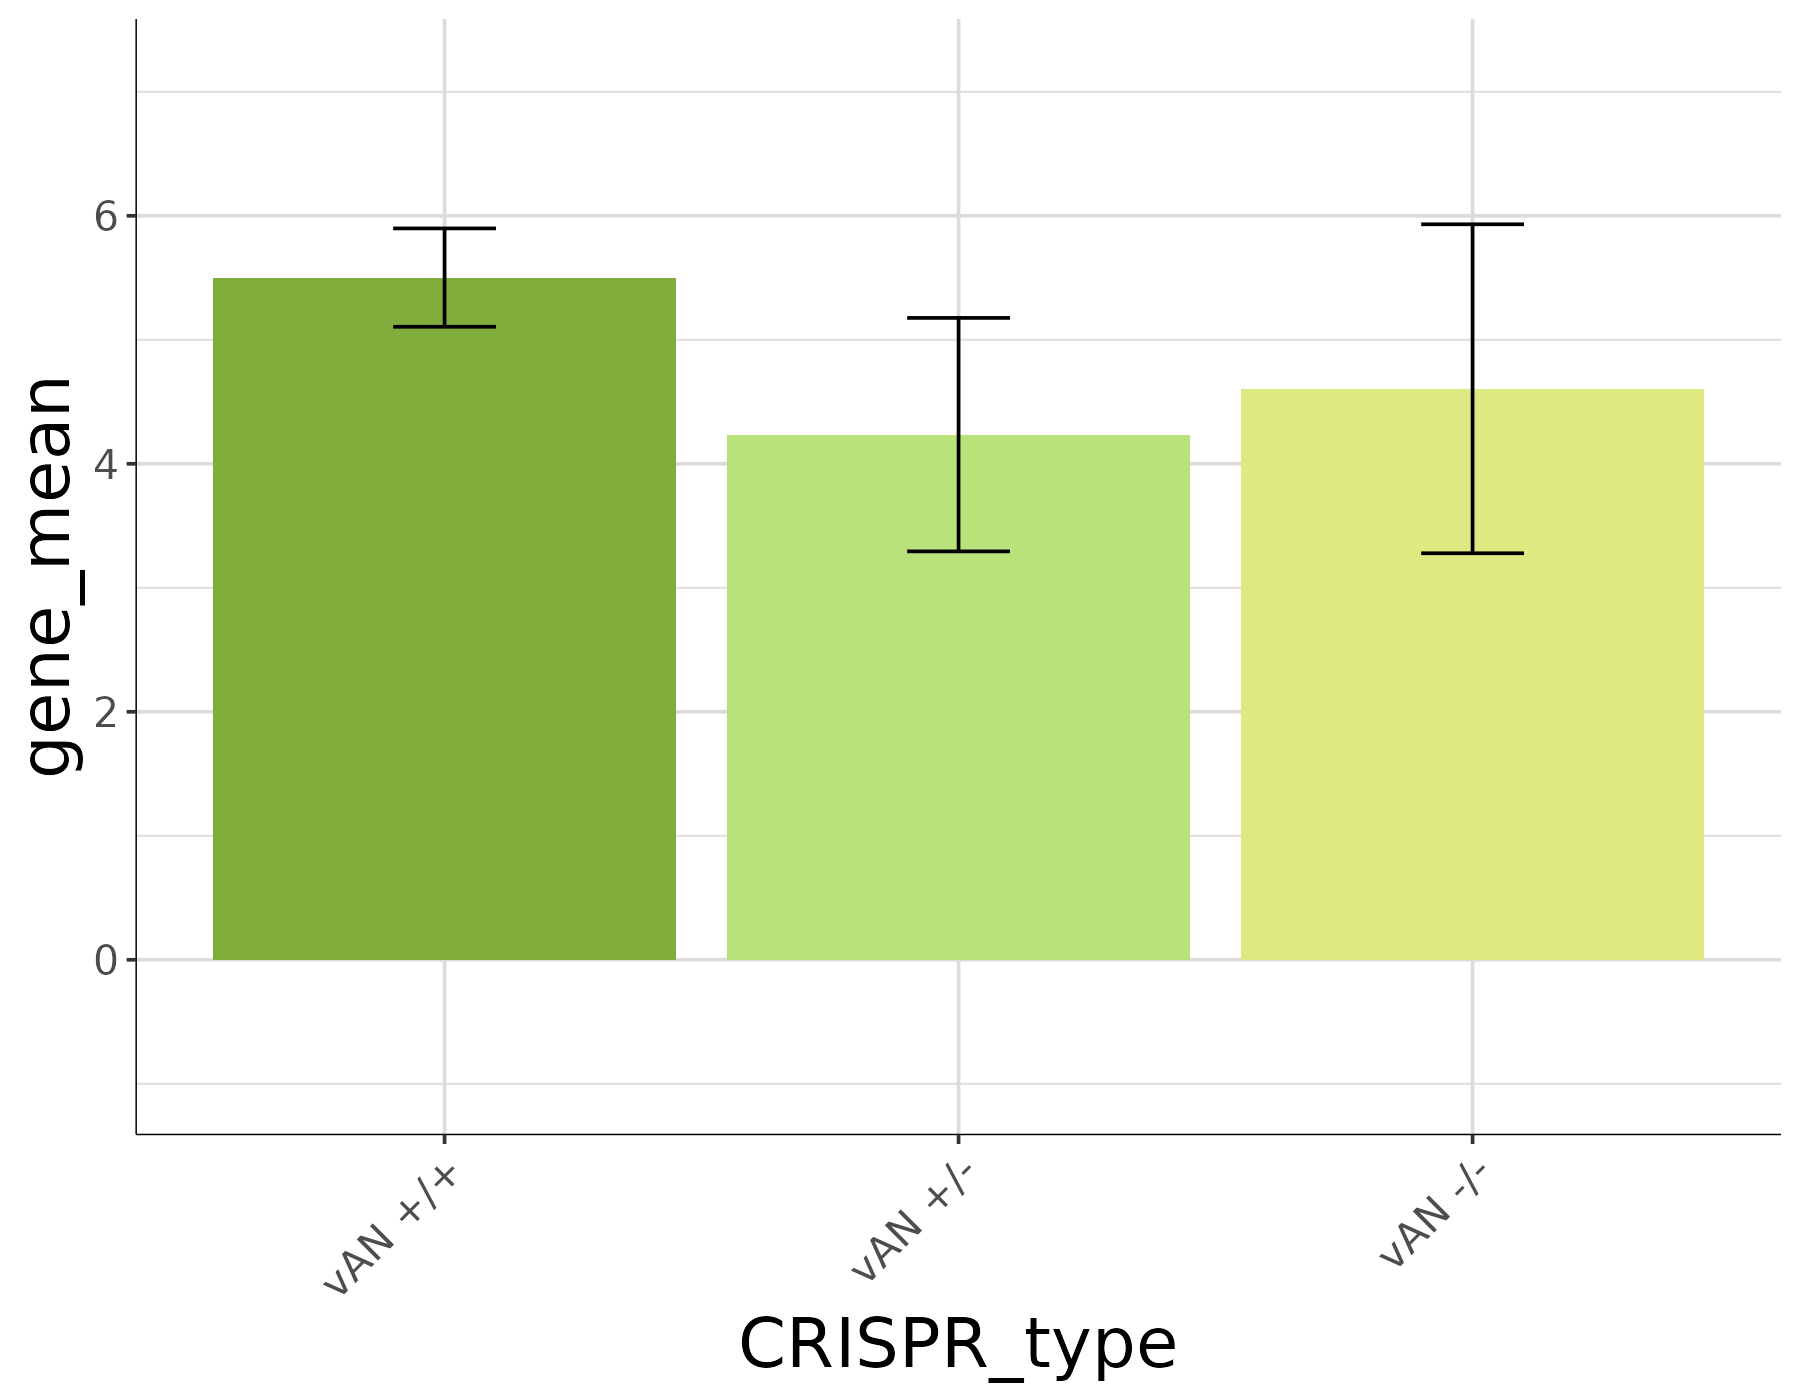 gene_mean
6
4
2
0
vAN +/+
vAN +/-
vAN -/-
CRISPR_type